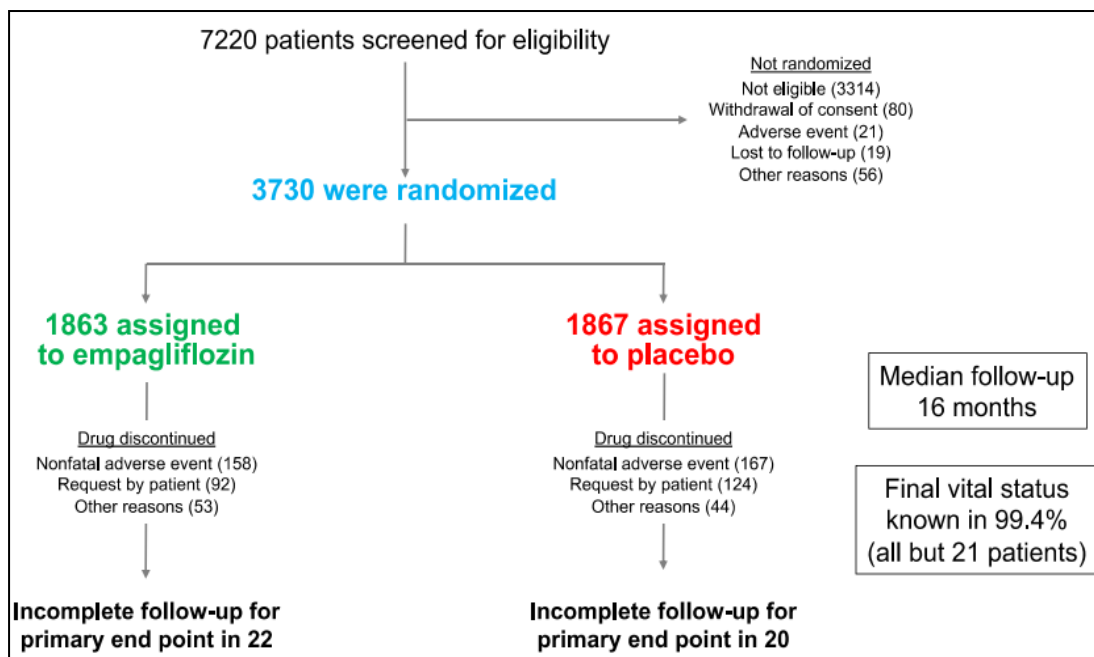 7220 patients screened for eligibility
Not randomized
Not eligible (3314)
Withdrawal of consent (80)
Adverse event (21)
Lost to follow-up (19)
Other reasons (56)
3730 were randomized
1863 assigned
to empagliflozin
1867 assigned
to placebo
Median follow-up
16 months
Drug discontinued
Nonfatal adverse event (158)
Request by patient (92)
Other reasons (53)
Drug discontinued
Nonfatal adverse event (167)
Request by patient (124)
Other reasons (44)
Final vital status
known in 99.4%
(all but 21 patients)
Incomplete follow-up for
primary end point in 22
Incomplete follow-up for
primary end point in 20